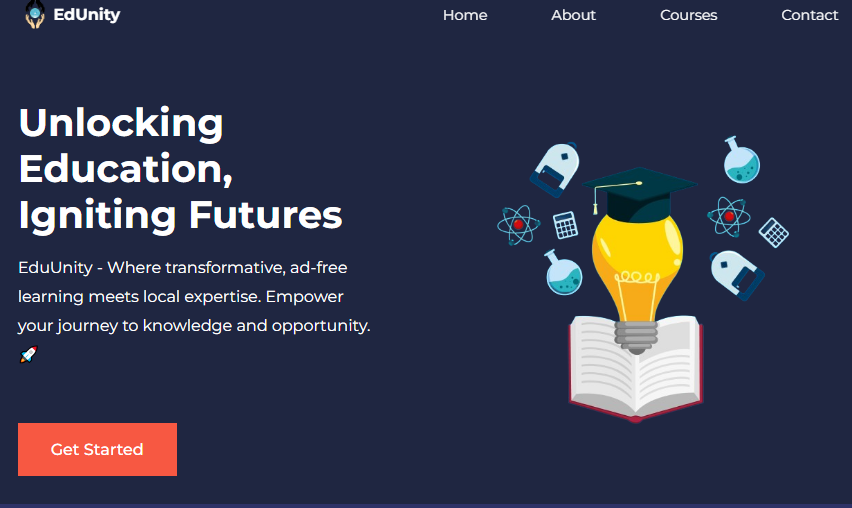 EdUnity
Home About Courses Contact
Unlocking
Education,
Igniting Futures
EduUnity - Where transformative, ad-free
learning meets local expertise. Empower
your journey to knowledge and opportunity.
🚀
Get Started